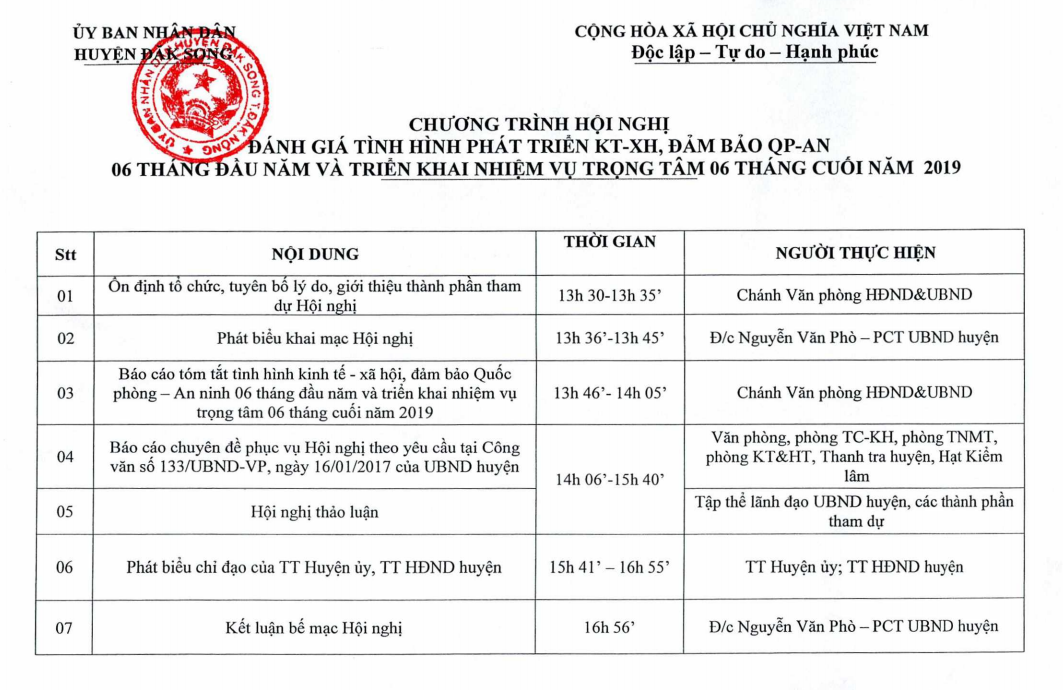 ỦY BAN NHÂN DÂN
HUYỆN ĐẮK SONG
CỘNG HÒA XÃ HỘI CHỦ NGHĨA VIỆT NAM
Độc lập – Tự do – Hạnh phúc
ỦY BAN NHÂN DÂN HUYỆN ĐẮK SONG T.ĐẮK NÔNG
CHƯƠNG TRÌNH HỘI NGHỊ
ĐÁNH GIÁ TÌNH HÌNH PHÁT TRIỂN KT-XH, ĐẢM BẢO QP-AN
06 THÁNG ĐẦU NĂM VÀ TRIỂN KHAI NHIỆM VỤ TRỌNG TÂM 06 THÁNG CUỐI NĂM 2019
Stt
NỘI DUNG
THỜI GIAN
NGƯỜI THỰC HIỆN
01
Ổn định tổ chức, tuyên bố lý do, giới thiệu thành phần tham
dự Hội nghị
13h 30-13h 35’
Chánh Văn phòng HĐND&UBND
02
Phát biểu khai mạc Hội nghị
13h 36’-13h 45’
Đ/c Nguyễn Văn Phò – PCT UBND huyện
03
Báo cáo tóm tắt tình hình kinh tế - xã hội, đảm bảo Quốc
phòng – An ninh 06 tháng đầu năm và triển khai nhiệm vụ
trọng tâm 06 tháng cuối năm 2019
13h 46’- 14h 05’
Chánh Văn phòng HĐND&UBND
04
Báo cáo chuyên đề phục vụ Hội nghị theo yêu cầu tại Công
văn số 133/UBND-VP, ngày 16/01/2017 của UBND huyện
14h 06’-15h 40’
Văn phòng, phòng TC-KH, phòng TNMT,
phòng KT&HT, Thanh tra huyện, Hạt Kiểm
lâm
05
Hội nghị thảo luận
Tập thể lãnh đạo UBND huyện, các thành phần
tham dự
06
Phát biểu chỉ đạo của TT Huyện ủy, TT HĐND huyện
15h 41’ – 16h 55’
TT Huyện ủy; TT HĐND huyện
07
Kết luận bế mạc Hội nghị
16h 56’
Đ/c Nguyễn Văn Phò – PCT UBND huyện